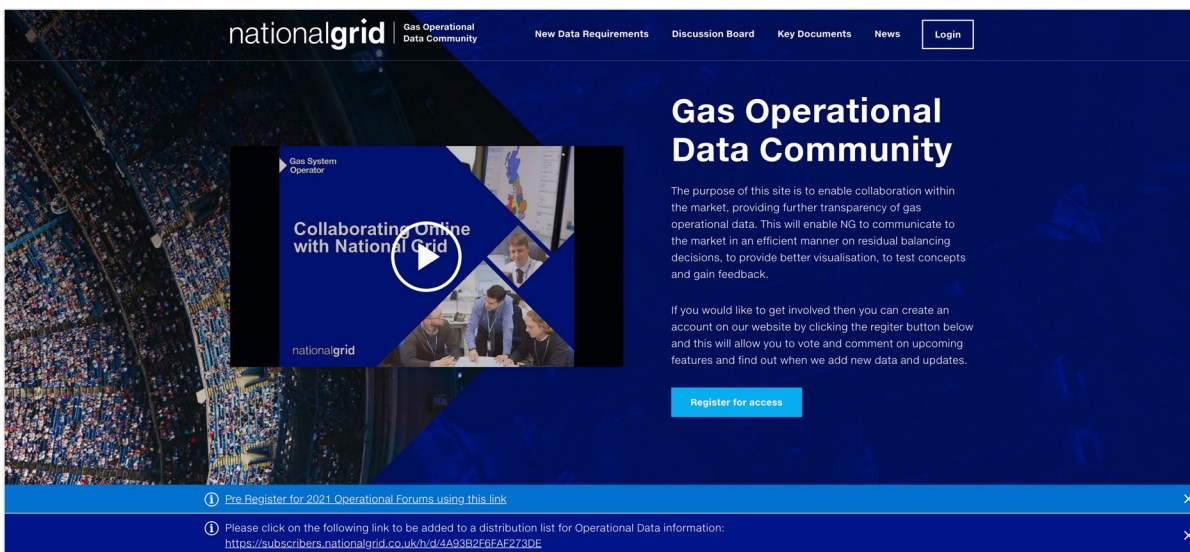 nationalgrid
Gas Operational
Data Community
New Data Requirements
Discussion Board
Key Documents
News
Login
Gas System
Operator
Collaborating Online
with National Grid
nationalgrid
Gas Operational
Data Community
The purpose of this site is to enable collaboration within
the market, providing further transparency of gas
operational data. This will enable NG to communicate to
the market in an efficient manner on residual balancing
decisions, to provide better visualisation, to test concepts
and gain feedback.
If you would like to get involved then you can create an
account on our website by clicking the regiter button below
and this will allow you to vote and comment on upcoming
features and find out when we add new data and updates.
Register for access
Pre Register for 2021 Operational Forums using this link
Please click on the following link to be added to a distribution list for Operational Data information:
https://subscribers.nationalgrid.co.uk/h/d/4A93B2F6FAF273DE